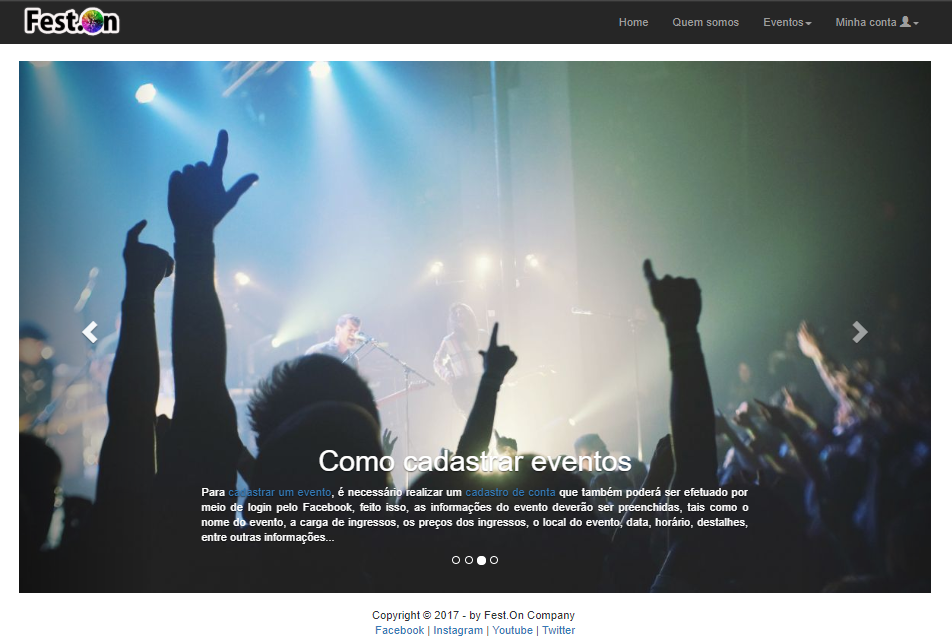 Fest.On
Home Quem somos Eventos Minha conta
Como cadastrar eventos
Para cadastrar um evento, é necessário realizar um cadastro de conta que também poderá ser efetuado por
meio de login pelo Facebook, feito isso, as informações do evento deverão ser preenchidas, tais como o
nome do evento, a carga de ingressos, os preços dos ingressos, o local do evento, data, horário, destalhes,
entre outras informações...
Copyright © 2017 - by Fest.On Company
Facebook | Instagram | Youtube | Twitter